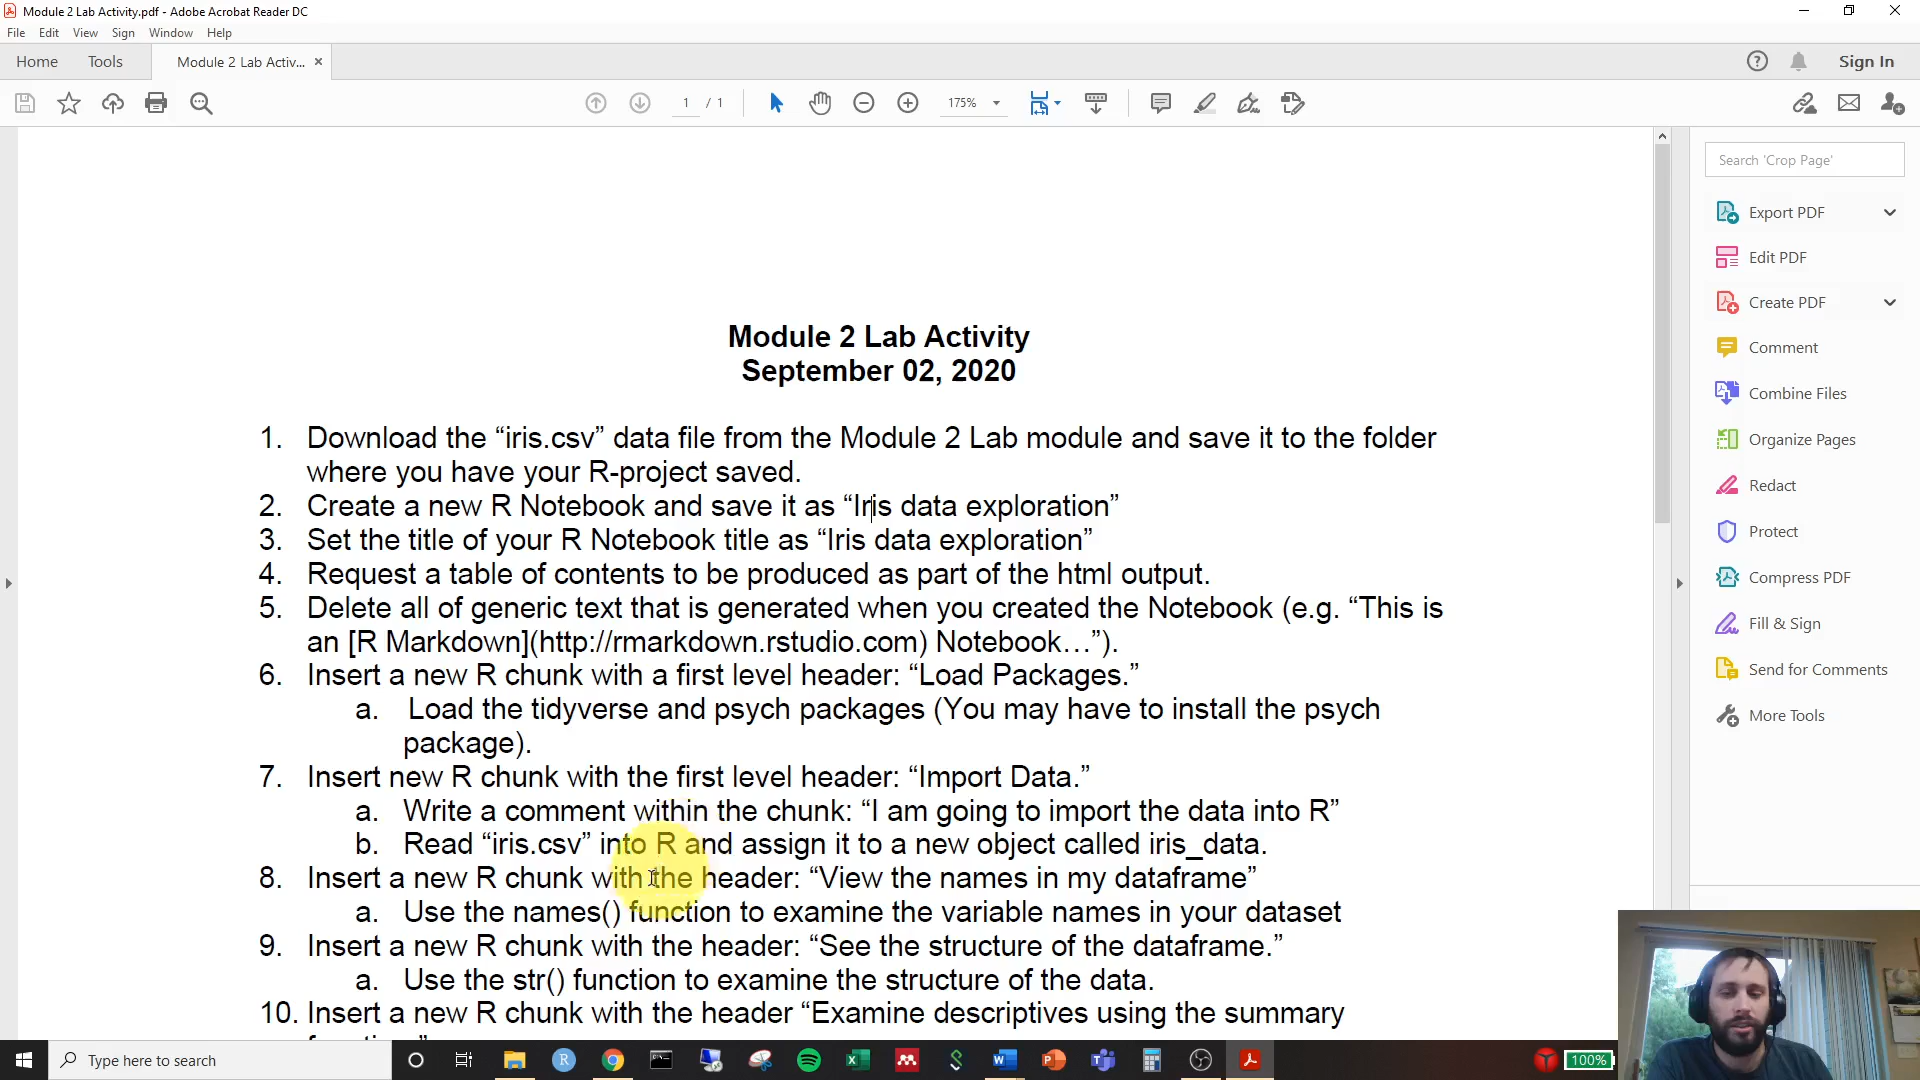 Module 2 Lab Activity.pdf - Adobe Acrobat Reader DC
File Edit View Sign Window Help
Home Tools Module 2 Lab Activ... × Sign In
1 / 1 175%
Search 'Crop Page'
Export PDF
Edit PDF
Create PDF
Comment
Combine Files
Organize Pages
Redact
Protect
Compress PDF
Fill & Sign
Send for Comments
More Tools
Module 2 Lab Activity
September 02, 2020
1. Download the “iris.csv” data file from the Module 2 Lab module and save it to the folder
where you have your R-project saved.
2. Create a new R Notebook and save it as “Iris data exploration”
3. Set the title of your R Notebook title as “Iris data exploration”
4. Request a table of contents to be produced as part of the html output.
5. Delete all of generic text that is generated when you created the Notebook (e.g. “This is
an [R Markdown](http://rmarkdown.rstudio.com) Notebook…”).
6. Insert a new R chunk with a first level header: “Load Packages.”
a. Load the tidyverse and psych packages (You may have to install the psych
package).
7. Insert new R chunk with the first level header: “Import Data.”
a. Write a comment within the chunk: “I am going to import the data into R”
b. Read “iris.csv” into R and assign it to a new object called iris_data.
8. Insert a new R chunk with the header: “View the names in my dataframe”
a. Use the names() function to examine the variable names in your dataset
9. Insert a new R chunk with the header: “See the structure of the dataframe.”
a. Use the str() function to examine the structure of the data.
10. Insert a new R chunk with the header “Examine descriptives using the summary
Type here to search
100%